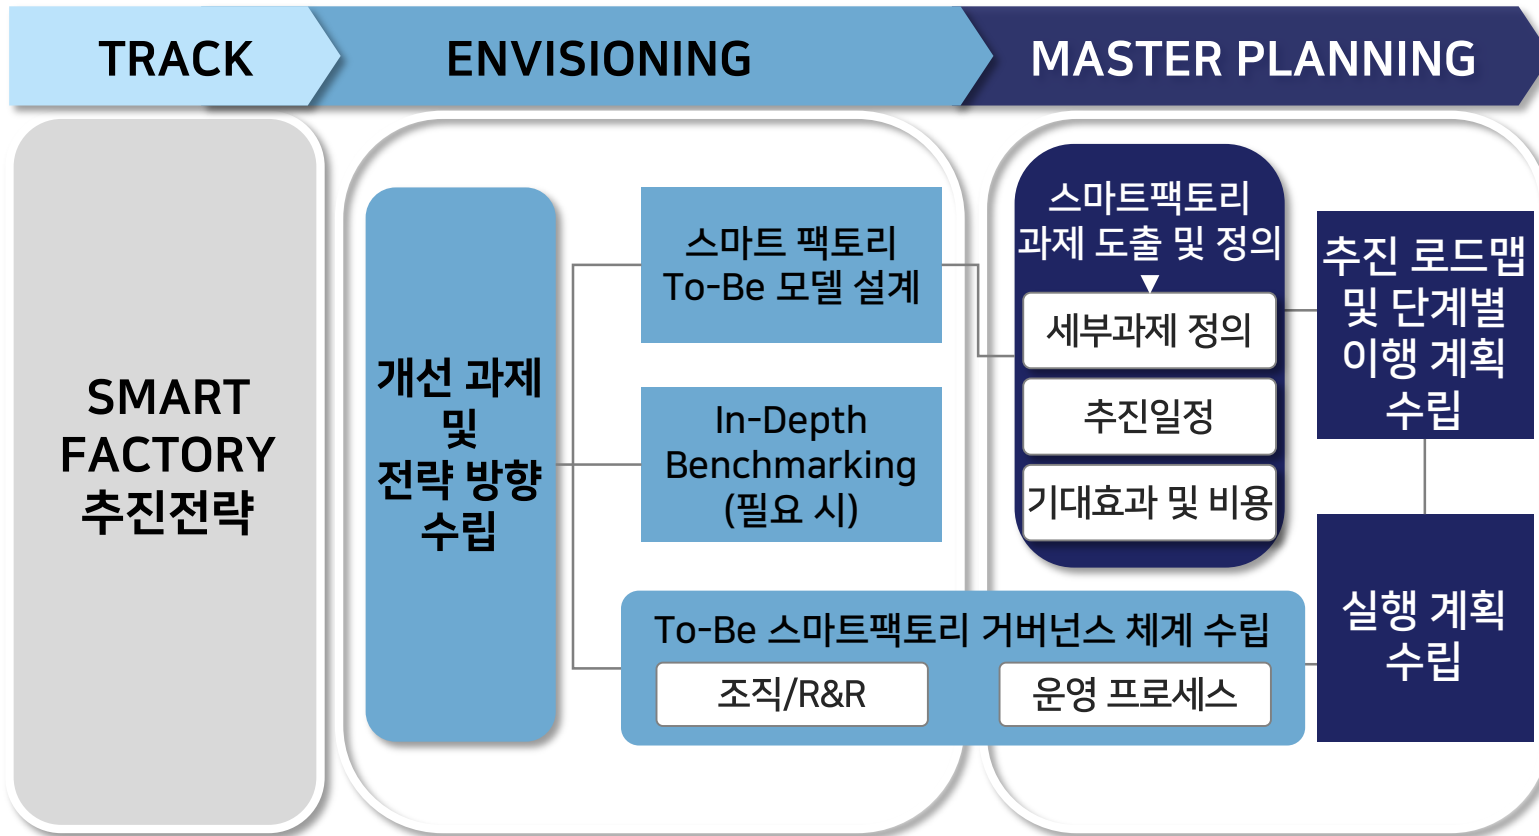 TRACK
ENVISIONING
MASTER PLANNING
SMART
FACTORY
추진전략
개선 과제
및
전략 방향
수립
스마트 팩토리
To-Be 모델 설계
In-Depth
Benchmarking
(필요 시)
To-Be 스마트팩토리 거버넌스 체계 수립
조직/R&R
운영 프로세스
스마트팩토리
과제 도출 및 정의
세부과제 정의
추진일정
기대효과 및 비용
추진 로드맵
및 단계별
이행 계획
수립
실행 계획
수립